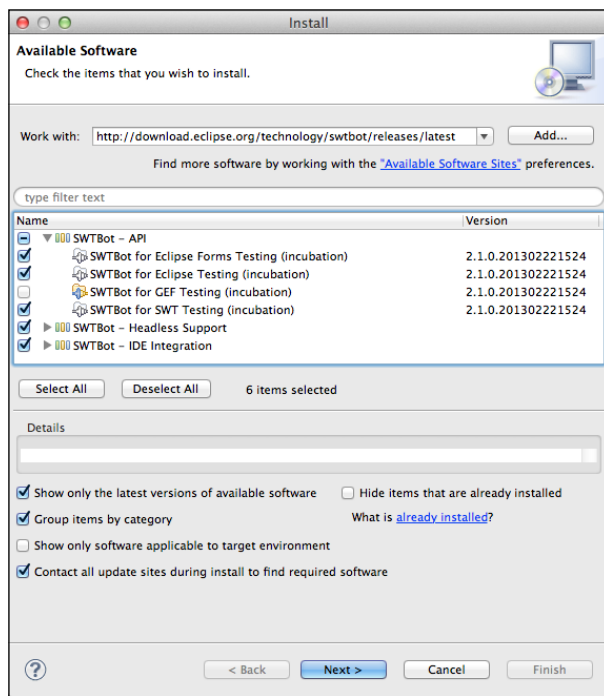 Install
Available Software
Check the items that you wish to install.
Work with: http://download.eclipse.org/technology/swtbot/releases/latest Add...
Find more software by working with the "Available Software Sites" preferences.
type filter text
Name Version
SWTBot – API
SWTBot for Eclipse Forms Testing (incubation) 2.1.0.201302221524
SWTBot for Eclipse Testing (incubation) 2.1.0.201302221524
SWTBot for GEF Testing (incubation) 2.1.0.201302221524
SWTBot for SWT Testing (incubation) 2.1.0.201302221524
SWTBot – Headless Support
SWTBot – IDE Integration
Select All Deselect All 6 items selected
Details
Show only the latest versions of available software Hide items that are already installed
Group items by category What is already installed?
Show only software applicable to target environment
Contact all update sites during install to find required software
? < Back Next > Cancel Finish